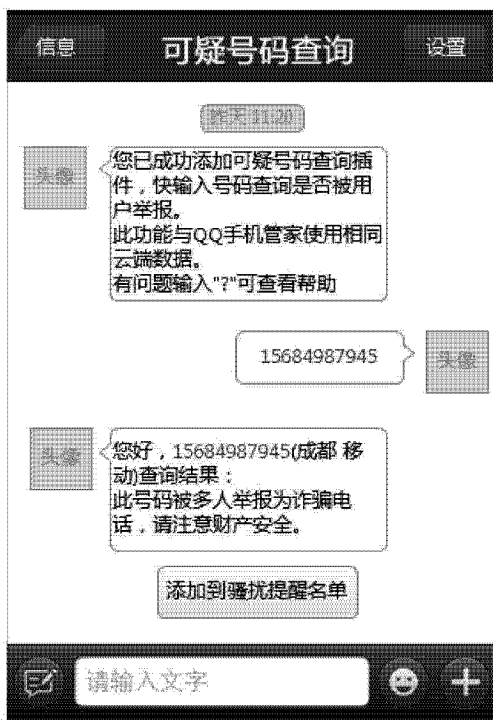 信息
可疑号码查询
设置
昨天 11:20
头像
您已成功添加可疑号码查询插
件，快输入号码查询是否被用
户举报。
此功能与QQ手机管家使用相同
云端数据。
有问题输入"?"可查看帮助
15684987945
头像
头像
您好，15684987945(成都 移
动)查询结果：
此号码被多人举报为诈骗电
话，请注意财产安全。
添加到骚扰提醒名单
请输入文字